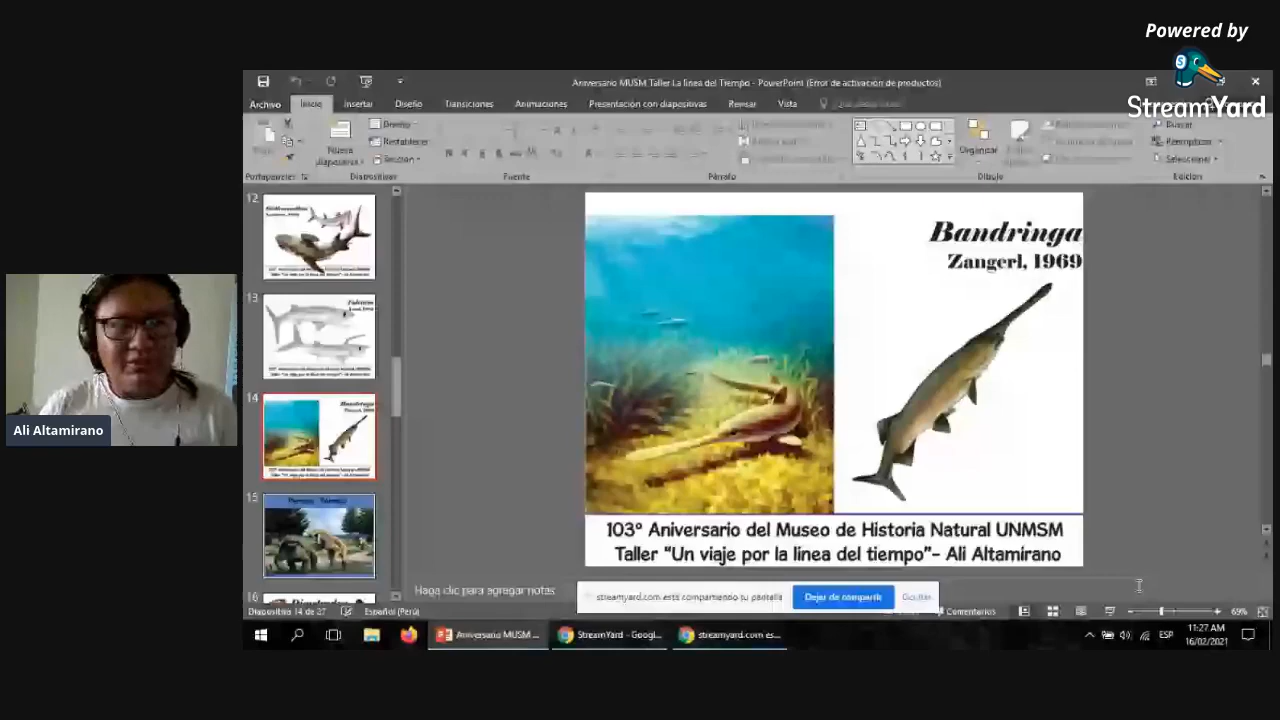 Powered by
StreamYard
Aniversario MUSM Taller La linea del Tiempo - PowerPoint (Error de activación de productos)
Archivo Inicio Insertar Diseño Transiciones Animaciones Presentación con diapositivas Revisar Vista
Diseño
Restablecer
Sección
Nueva
diapositiva
Organizar
Buscar
Reemplazar
Seleccionar
Portapapeles Diapositivas Fuente Párrafo Dibujo Edición
12
13
14
15
16
Bandringa
Zangerl, 1969
103° Aniversario del Museo de Historia Natural UNMSM
Taller “Un viaje por la linea del tiempo”- Ali Altamirano
Ali Altamirano
Haga clic para agregar notas
streamyard.com está compartiendo tu pantalla Dejar de compartir Ocultar
Diapositiva 14 de 27 Español (Perú) Comentarios 69%
Aniversario MUSM ... StreamYard - Googl... streamyard.com es...
ESP
11:27 AM
16/02/2021